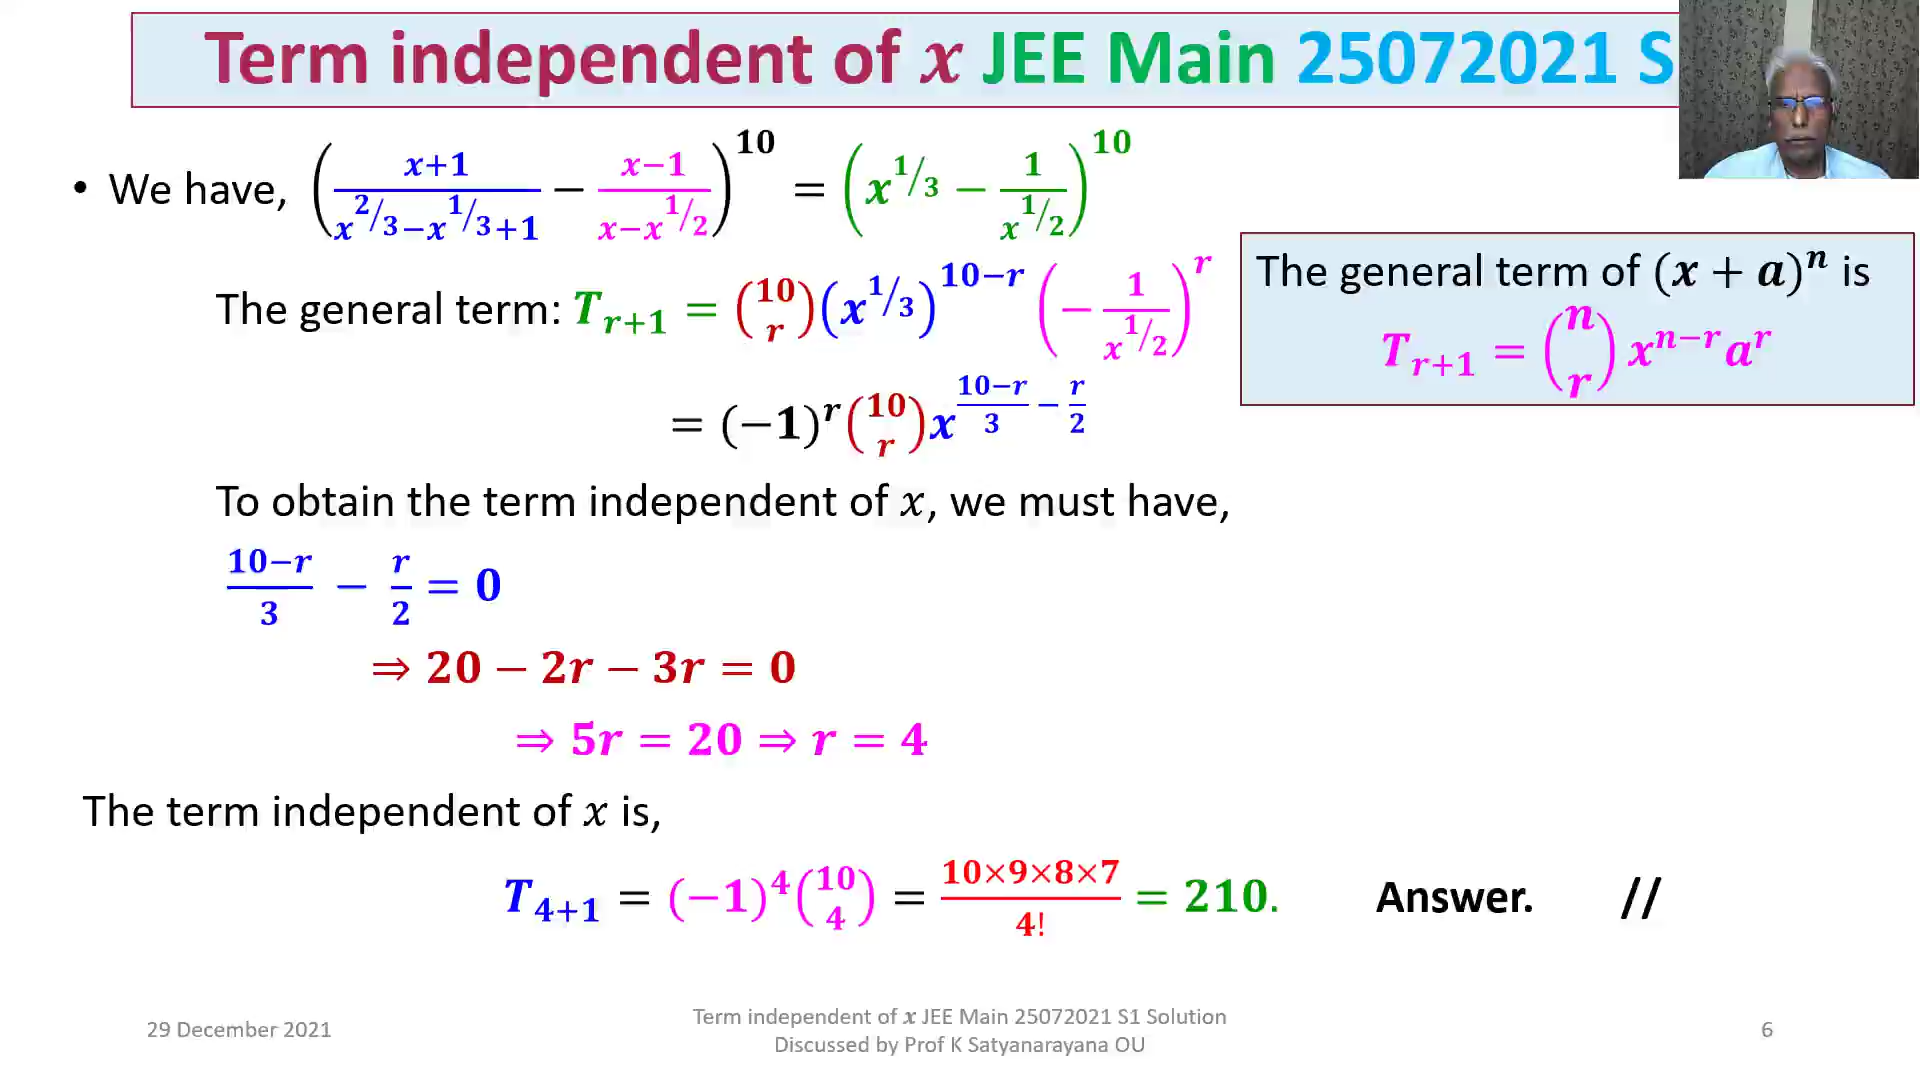 Term independent of x JEE Main 25072021 S
• We have, ((x+1)/(x^(2/3)−x^(1/3)+1) − (x−1)/(x−x^(1/2)))^10 = (x^(1/3) − 1/x^(1/2))^10
The general term of (x + a)^n is
T_(r+1) = (n r) x^(n−r) a^r
The general term: T_(r+1) = (10 r)(x^(1/3))^(10−r) (− 1/x^(1/2))^r
= (−1)^r (10 r) x^((10−r)/3 − r/2)
To obtain the term independent of x, we must have,
(10−r)/3 − r/2 = 0
⇒ 20 − 2r − 3r = 0
⇒ 5r = 20 ⇒ r = 4
The term independent of x is,
T_(4+1) = (−1)^4 (10 4) = (10×9×8×7)/4! = 210. Answer. //
29 December 2021
Term independent of x JEE Main 25072021 S1 Solution
Discussed by Prof K Satyanarayana OU
6